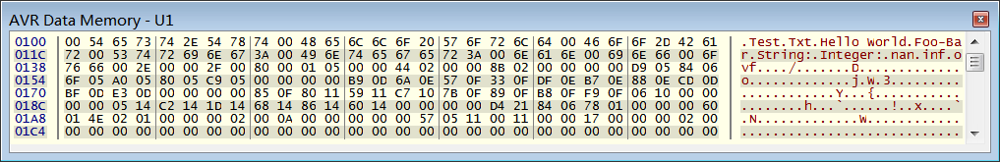 AVR Data Memory - U1
0100 00 54 65 73 74 2E 54 78 74 00 48 65 6C 6C 6F 20 57 6F 72 6C 64 00 46 6F 6F 2D 42 61 .Test.Txt.Hello World.Foo-Ba
011C 72 00 53 74 72 69 6E 67 3A 00 49 6E 74 65 67 65 72 3A 00 6E 61 6E 00 69 6E 66 00 6F r.String:.Integer:.nan.inf.o
0138 76 66 00 2E 00 00 2F 00 80 00 01 05 00 00 44 02 00 00 8B 02 00 00 00 00 D9 05 84 06 vf..../.......D.............
0154 6F 05 A0 05 80 05 C9 05 00 00 00 00 B9 0D 6A 0E 57 0F 33 0F DF 0E B7 0E 88 0E CD 0D o.............j.W.3.........
0170 BF 0D E3 0D 00 00 00 00 85 0F 80 11 59 11 C7 10 7B 0F 89 0F B8 0F F9 0F 06 10 00 00 ............Y...{...........
018C 00 00 05 14 C2 14 1D 14 68 14 86 14 60 14 00 00 00 00 D4 21 84 06 78 01 00 00 00 60 ........h...`......!..x....`
01A8 01 4E 02 01 00 00 00 02 00 0A 00 00 00 00 57 05 11 00 11 00 00 17 00 00 00 00 02 00 .N............W.............
01C4 00 00 00 00 00 00 00 00 00 00 00 00 00 00 00 00 00 00 00 00 00 00 00 00 00 00 00 00 ............................